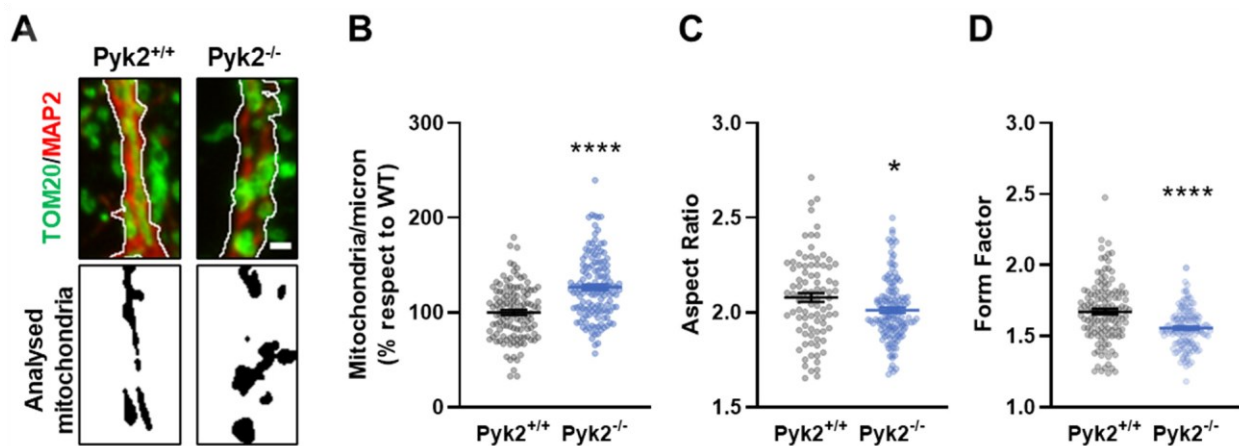 A
Pyk2+/+ Pyk2-/-
TOM20/MAP2
Analysed
mitochondria
B
Mitochondria/micron
(% respect to WT)
300
200
100
0
****
Pyk2+/+ Pyk2-/-
C
Aspect Ratio
3.0
2.5
2.0
1.5
*
Pyk2+/+ Pyk2-/-
D
Form Factor
3.0
2.5
2.0
1.5
1.0
****
Pyk2+/+ Pyk2-/-